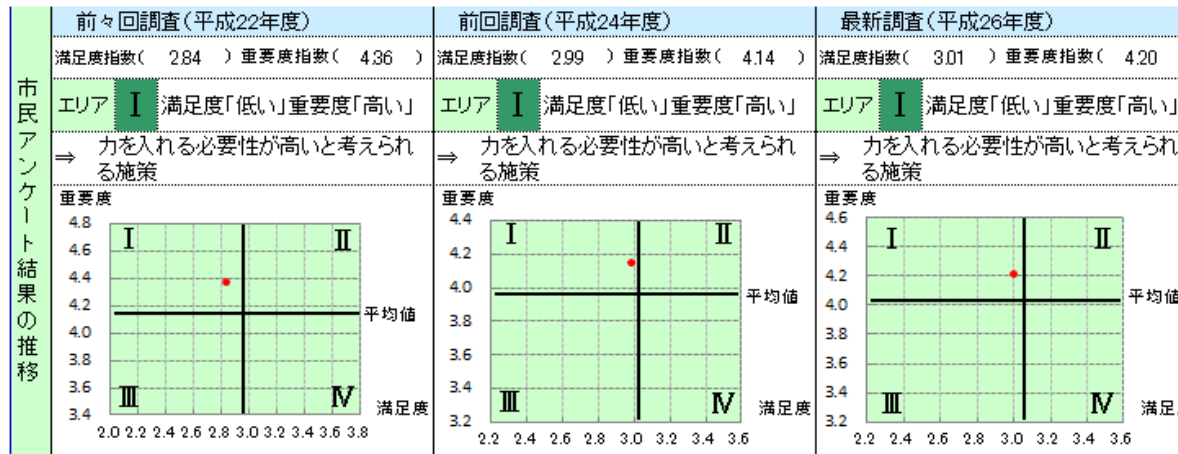 市民アンケート結果の推移
前々回調査(平成22年度)
満足度指数( 2.84 )重要度指数( 4.36 )
エリア Ⅰ 満足度「低い」重要度「高い」
⇒ 力を入れる必要性が高いと考えられ
る施策
重要度
4.8
4.6
4.4
4.2
4.0
3.8
3.6
3.4
Ⅰ Ⅱ
平均値
Ⅲ Ⅳ
満足度
2.0 2.2 2.4 2.6 2.8 3.0 3.2 3.4 3.6 3.8
前回調査(平成24年度)
満足度指数( 2.99 )重要度指数( 4.14 )
エリア Ⅰ 満足度「低い」重要度「高い」
⇒ 力を入れる必要性が高いと考えられ
る施策
重要度
4.4
4.2
4.0
3.8
3.6
3.4
3.2
Ⅰ Ⅱ
平均値
Ⅲ Ⅳ
満足度
2.2 2.4 2.6 2.8 3.0 3.2 3.4 3.6
最新調査(平成26年度)
満足度指数( 3.01 )重要度指数( 4.20
エリア Ⅰ 満足度「低い」重要度「高い」
⇒ 力を入れる必要性が高いと考えられ
る施策
重要度
4.6
4.4
4.2
4.0
3.8
3.6
3.4
3.2
Ⅰ Ⅱ
平均値
Ⅲ Ⅳ
満足
2.2 2.4 2.6 2.8 3.0 3.2 3.4 3.6